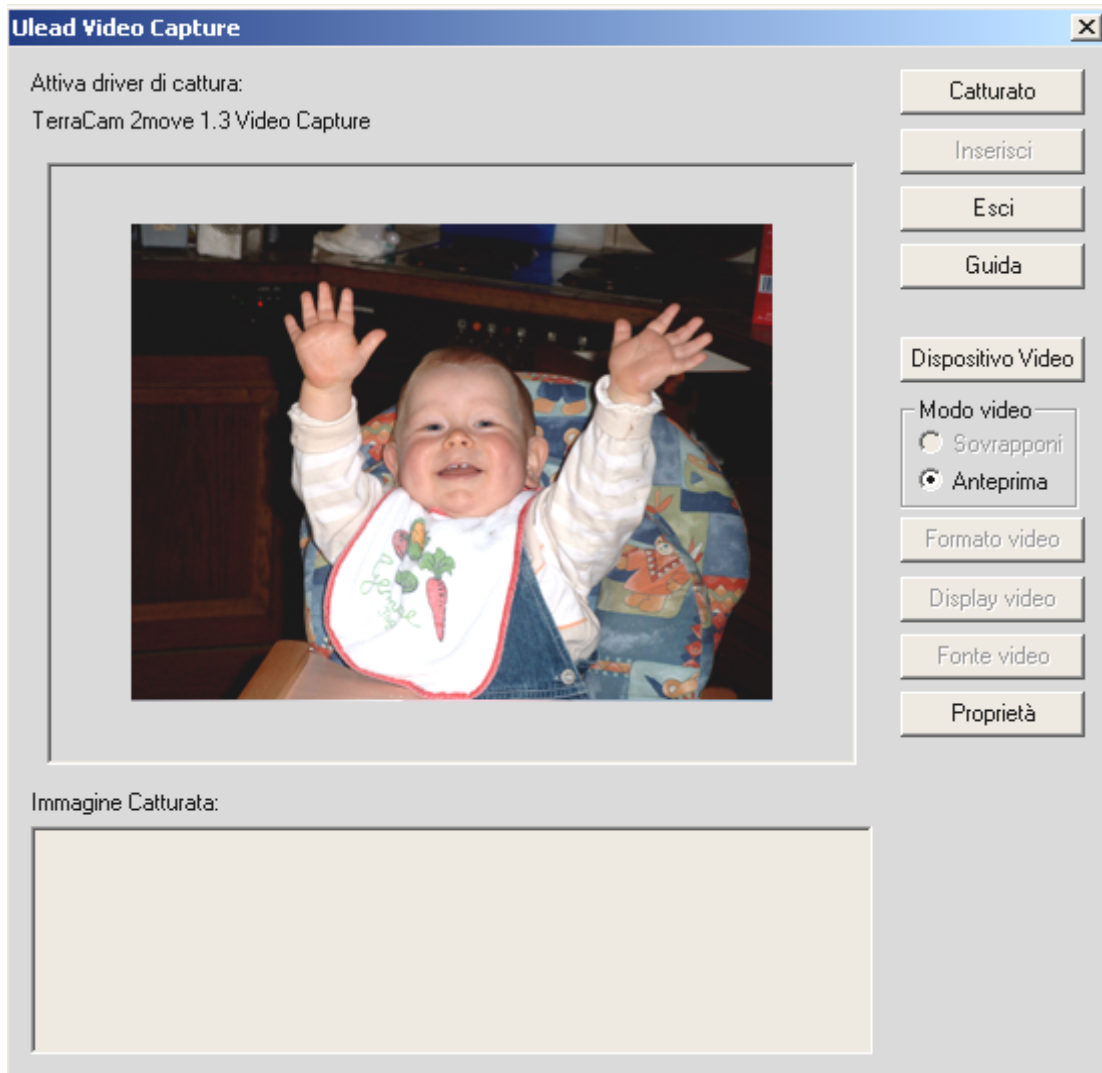 Ulead Video Capture
Attiva driver di cattura:
TerraCam 2move 1.3 Video Capture
Catturato
Inserisci
Esci
Guida
Dispositivo Video
Modo video
Sovrapponi
Anteprima
Formato video
Display video
Fonte video
Proprietà
Immagine Catturata: